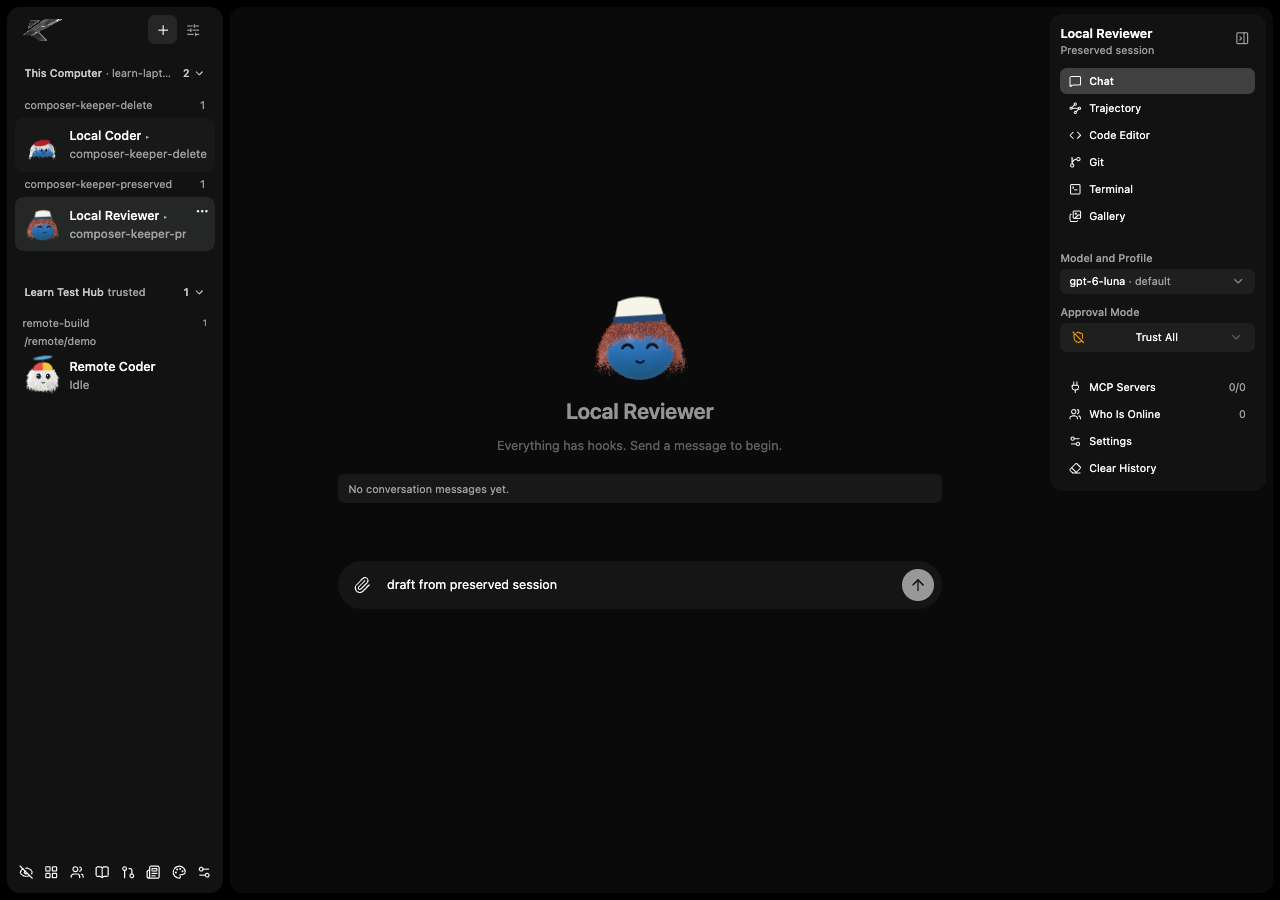 This Computer · learn-lapt... 2
composer-keeper-delete 1
Local Coder
composer-keeper-delete
composer-keeper-preserved 1
Local Reviewer
composer-keeper-pr
Learn Test Hub trusted 1
remote-build 1
/remote/demo
Remote Coder
Idle
Local Reviewer
Everything has hooks. Send a message to begin.
No conversation messages yet.
draft from preserved session
Local Reviewer
Preserved session
Chat
Trajectory
Code Editor
Git
Terminal
Gallery
Model and Profile
gpt-6-luna · default
Approval Mode
Trust All
MCP Servers 0/0
Who Is Online 0
Settings
Clear History